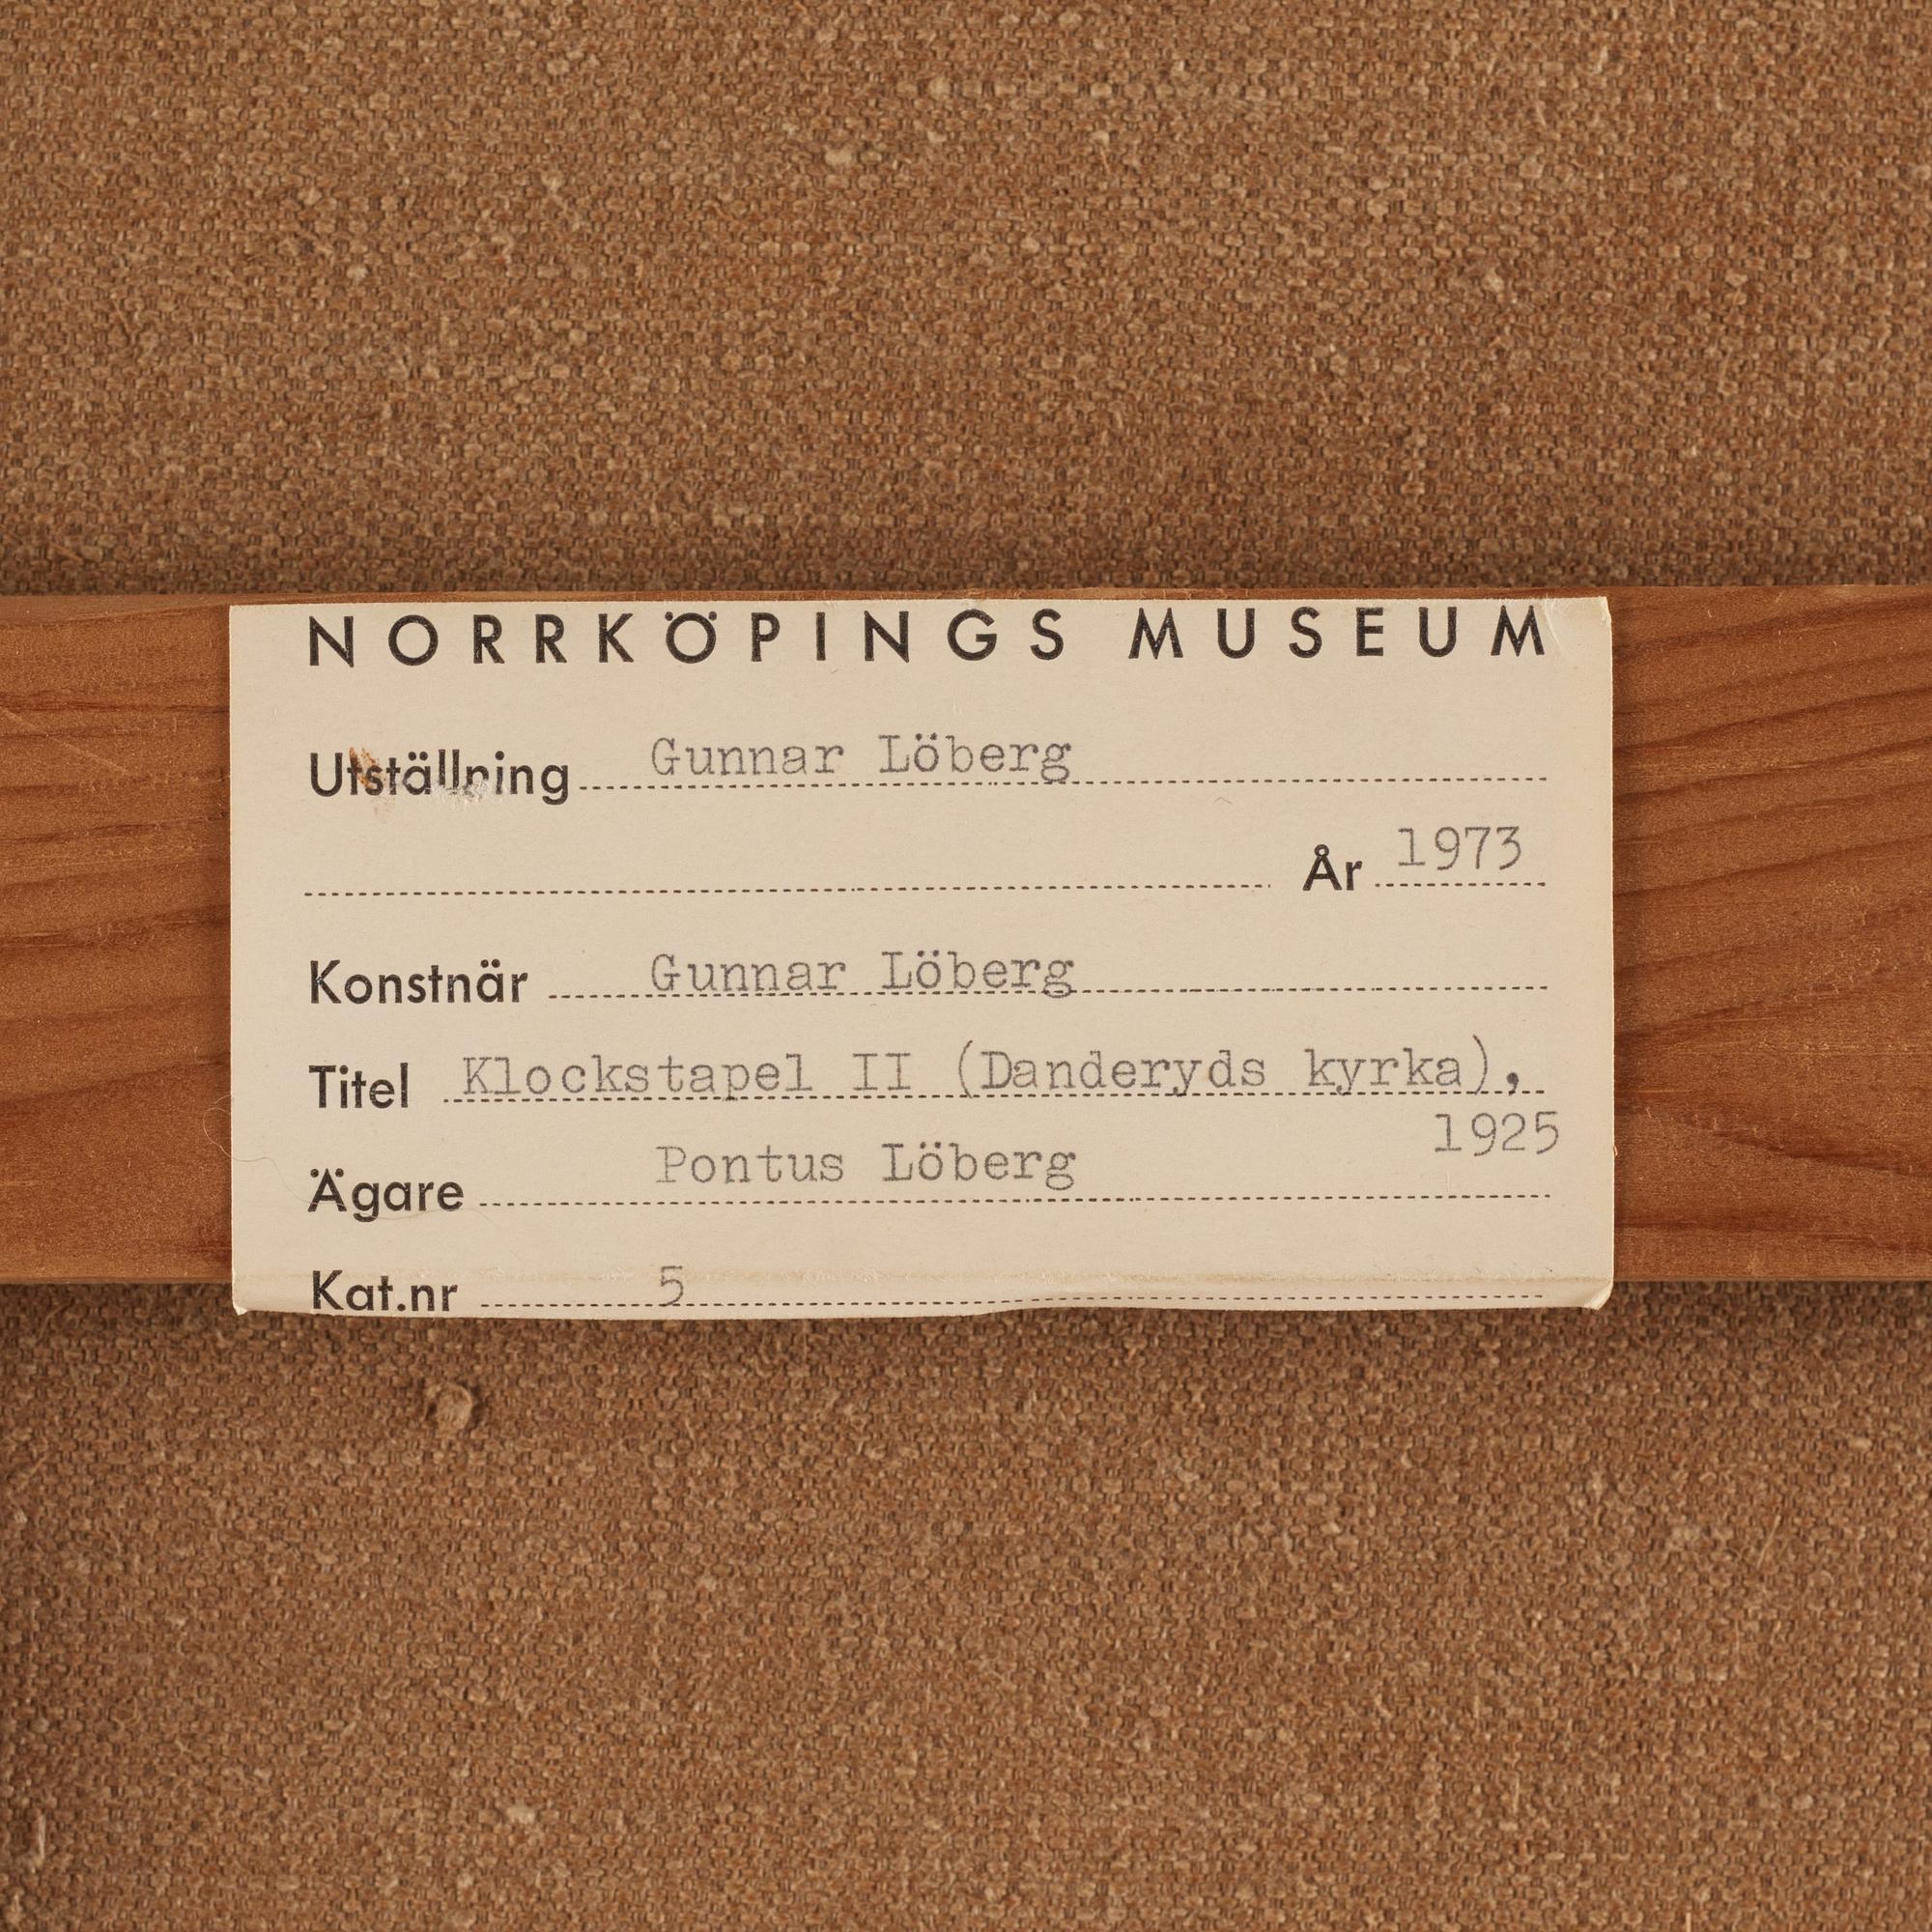 NORRKÖPINGS MUSEUM
Utställning Gunnar Löberg
År 1973
Konstnär Gunnar Löberg
Titel Klockstapel II (Danderyds kyrka),
1925
Ägare Pontus Löberg
Kat.nr 5